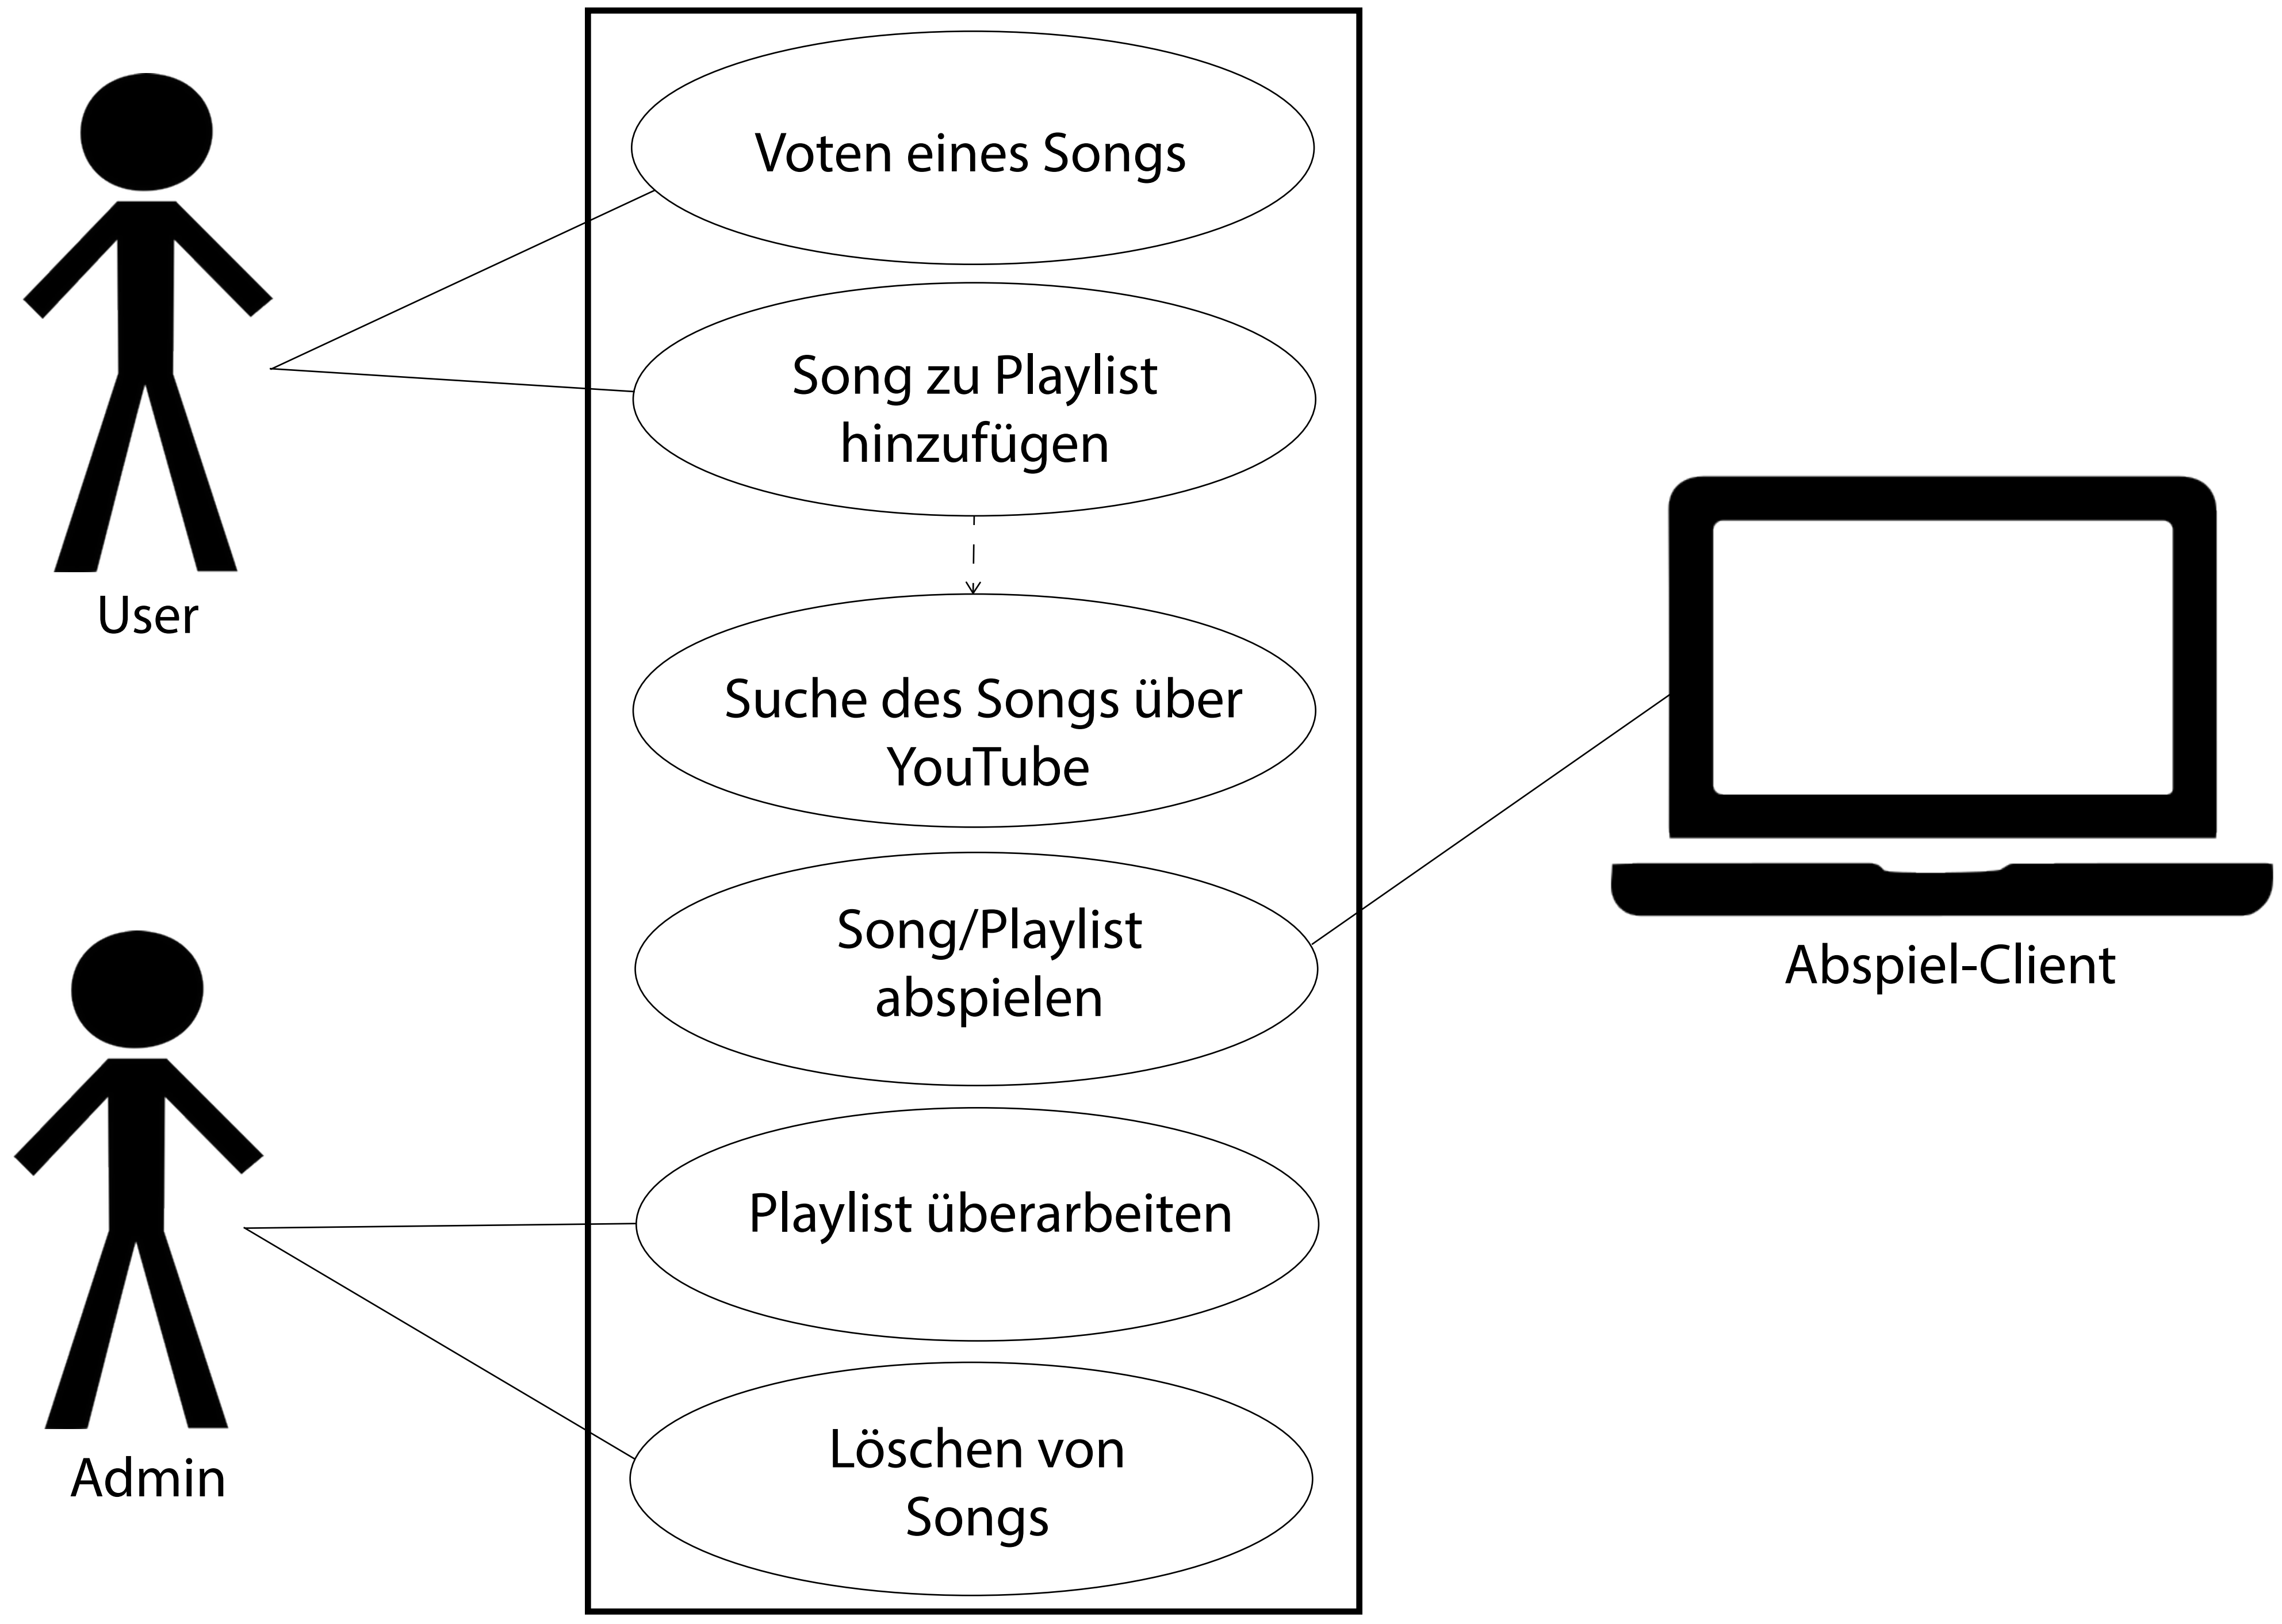 Voten eines Songs
Song zu Playlist
hinzufügen
User
Suche des Songs über
YouTube
Song/Playlist
abspielen
Abspiel-Client
Playlist überarbeiten
Löschen von
Songs
Admin